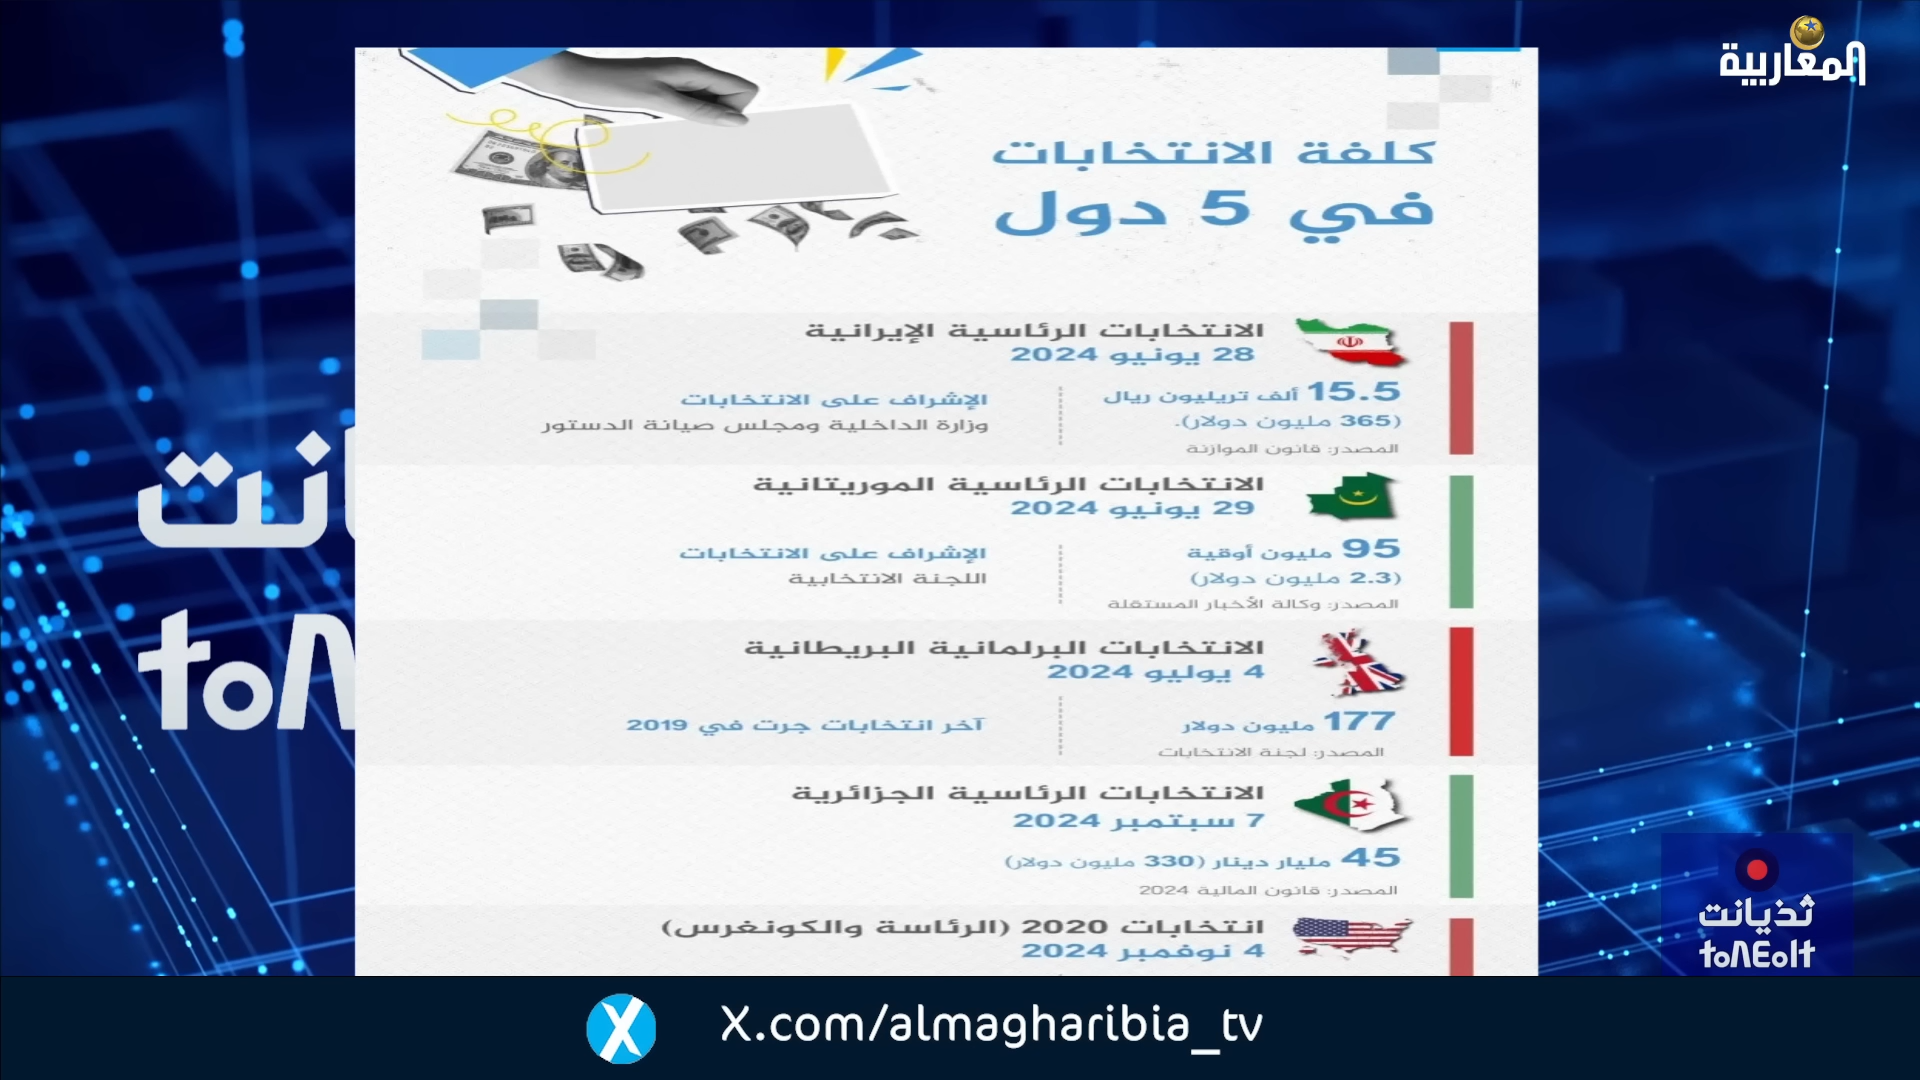 المغاربية
كلفة الانتخابات
في 5 دول
الانتخابات الرئاسية الإيرانية
28 يونيو 2024
15.5 ألف تريليون ريال
(365 مليون دولار).
المصدر: قانون الموازنة
الإشراف على الانتخابات
وزارة الداخلية ومجلس صيانة الدستور
الانتخابات الرئاسية الموريتانية
29 يونيو 2024
95 مليون أوقية
(2.3 مليون دولار)
المصدر: وكالة الأخبار المستقلة
الإشراف على الانتخابات
اللجنة الانتخابية
الانتخابات البرلمانية البريطانية
4 يوليو 2024
177 مليون دولار
المصدر: لجنة الانتخابات
آخر انتخابات جرت في 2019
الانتخابات الرئاسية الجزائرية
7 سبتمبر 2024
45 مليار دينار (330 مليون دولار)
المصدر: قانون المالية 2024
انتخابات 2020 (الرئاسة والكونغرس)
4 نوفمبر 2024
ثذيانت
toΛEoIt
X.com/almagharibia_tv